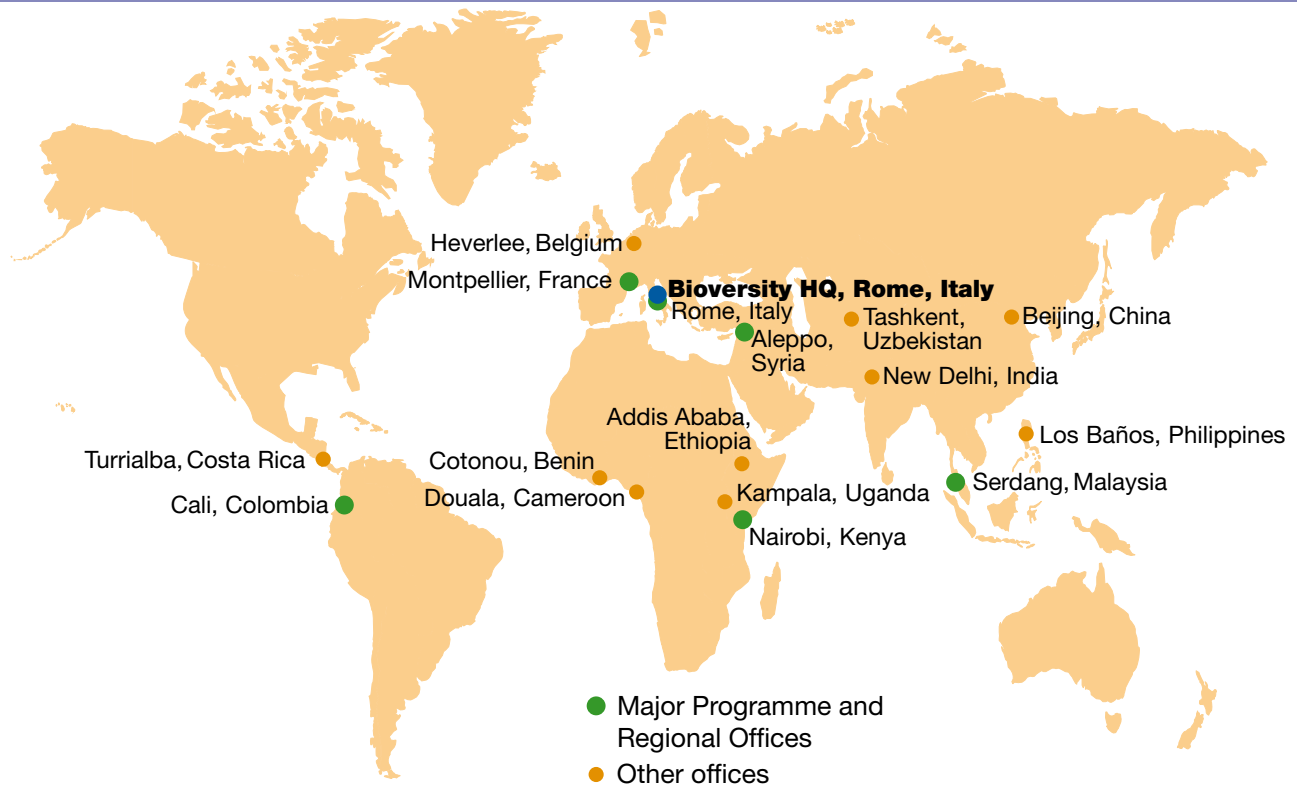 Heverlee, Belgium
Montpellier, France
Bioversity HQ, Rome, Italy
Rome, Italy
Tashkent,
Uzbekistan
Beijing, China
Aleppo,
Syria
New Delhi, India
Addis Ababa,
Ethiopia
Los Baños, Philippines
Turrialba, Costa Rica
Cotonou, Benin
Serdang, Malaysia
Cali, Colombia
Douala, Cameroon
Kampala, Uganda
Nairobi, Kenya
Major Programme and
Regional Offices
Other offices